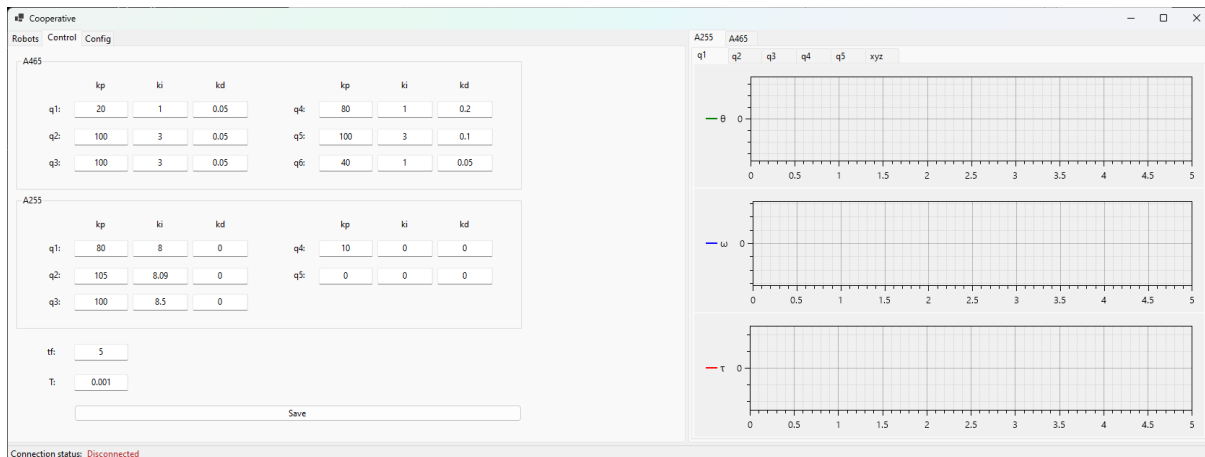 Cooperative
Robots Control Config
A465
kp ki kd kp ki kd
q1: 20 1 0.05 q4: 80 1 0.2
q2: 100 3 0.05 q5: 100 3 0.1
q3: 100 3 0.05 q6: 40 1 0.05
A255
kp ki kd kp ki kd
q1: 80 8 0 q4: 10 0 0
q2: 105 8.09 0 q5: 0 0 0
q3: 100 8.5 0
tf: 5
T: 0.001
Save
A255 A465
q1 q2 q3 q4 q5 xyz
θ 0
0 0.5 1 1.5 2 2.5 3 3.5 4 4.5 5
ω 0
0 0.5 1 1.5 2 2.5 3 3.5 4 4.5 5
τ 0
0 0.5 1 1.5 2 2.5 3 3.5 4 4.5 5
Connection status: Disconnected